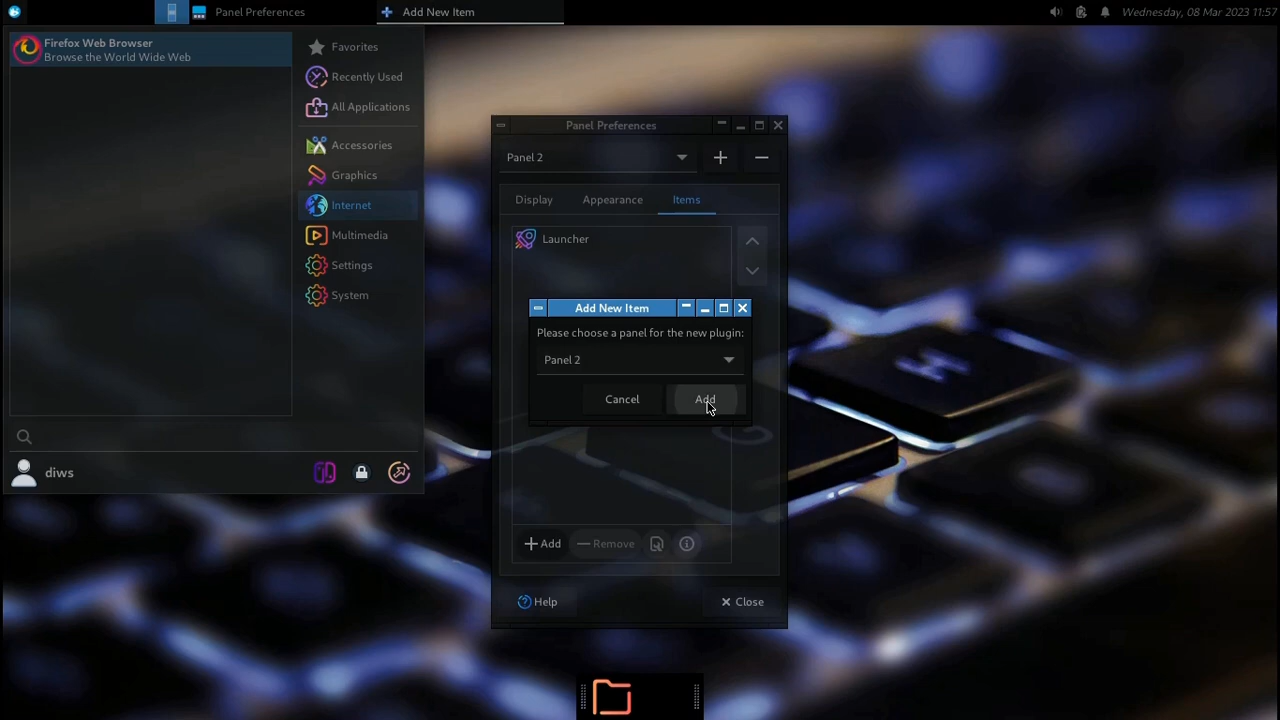 Panel Preferences
Add New Item
Wednesday, 08 Mar 2023 11:57
Firefox Web Browser
Browse the World Wide Web
Favorites
Recently Used
All Applications
Accessories
Graphics
Internet
Multimedia
Settings
System
diws
Panel Preferences
Panel 2
Display
Appearance
Items
Launcher
Add New Item
Please choose a panel for the new plugin:
Panel 2
Cancel
Add
Add
Remove
Help
Close